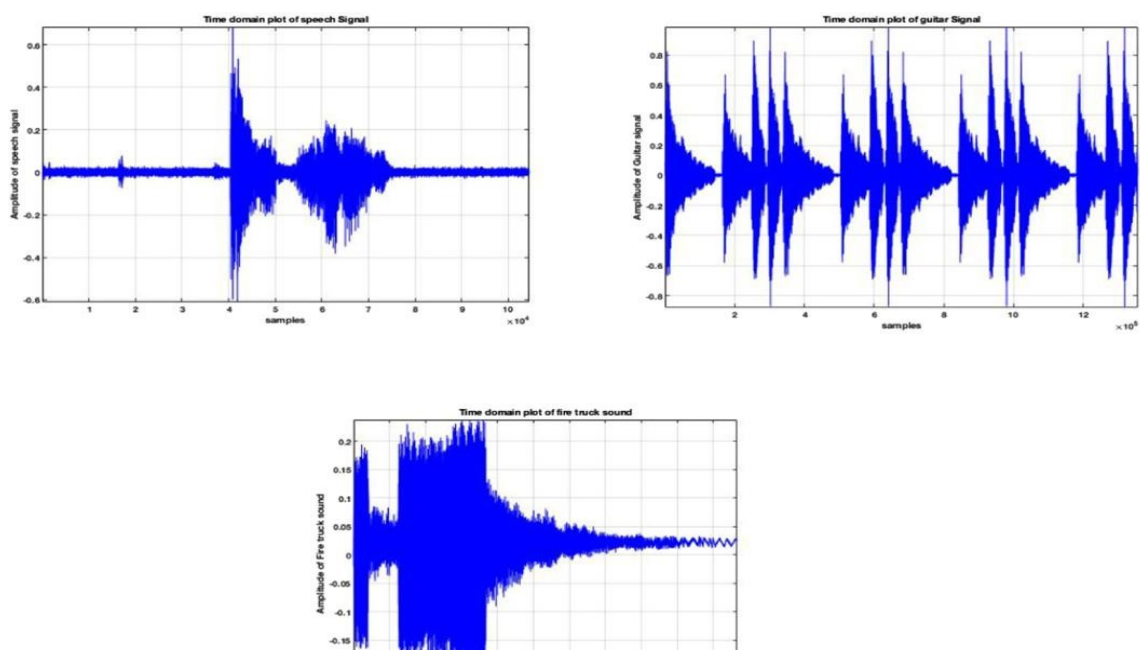 Time domain plot of speech Signal
Amplitude of speech signal
0.6
0.4
0.2
0
-0.2
-0.4
-0.6
1 2 3 4 5 6 7 8 9 10
×10⁴
samples
Time domain plot of guitar Signal
Amplitude of Guitar signal
0.8
0.6
0.4
0.2
0
-0.2
-0.4
-0.6
-0.8
2 4 6 8 10 12
×10⁵
samples
Time domain plot of fire truck sound
Amplitude of Fire truck sound
0.2
0.15
0.1
0.05
0
-0.05
-0.1
-0.15